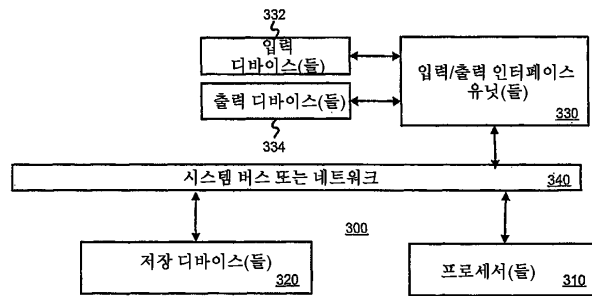 332
입력
디바이스(들)
출력 디바이스(들)
334
입력/출력 인터페이스
유닛(들)
330
시스템 버스 또는 네트워크
340
300
저장 디바이스(들)
320
프로세서(들)
310